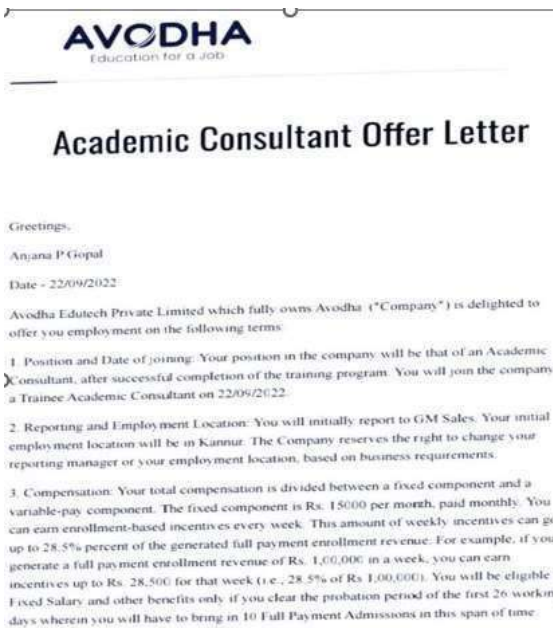 AVODHA
Education for a Job
Academic Consultant Offer Letter
Greetings,
Anjana P Gopal
Date - 22/09/2022
Avodha Edutech Private Limited which fully owns Avodha ("Company") is delighted to
offer you employment on the following terms
1. Position and Date of joining: Your position in the company will be that of an Academic
Consultant, after successful completion of the training program. You will join the company
a Trainee Academic Consultant on 22/09/2022.
2. Reporting and Employment Location: You will initially report to GM Sales. Your initial
employment location will be in Kannur. The Company reserves the right to change your
reporting manager or your employment location, based on business requirements.
3. Compensation: Your total compensation is divided between a fixed component and a
variable-pay component. The fixed component is Rs. 15000 per month, paid monthly. You
can earn enrollment-based incentives every week. This amount of weekly incentives can g
up to 28.5% percent of the generated full payment enrollment revenue. For example, if you
generate a full payment enrollment revenue of Rs. 1,00,000 in a week, you can earn
incentives up to Rs. 28,500 for that week (i.e., 28.5% of Rs 1,00,000). You will be eligible
Fixed Salary and other benefits only if you clear the probation period of the first 26 workin
days wherein you will have to bring in 10 Full Payment Admissions in this span of time.